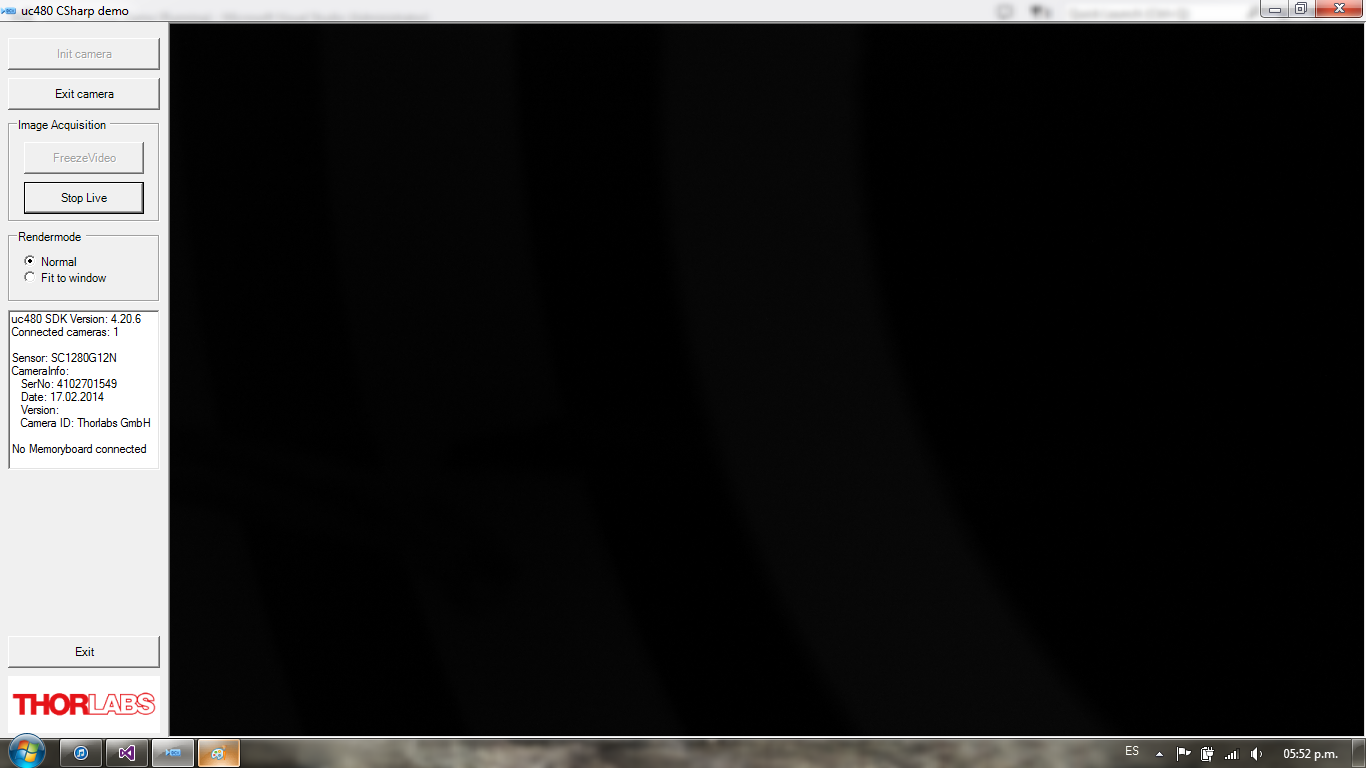 uc480 CSharp demo
Init camera
Exit camera
Image Acquisition
FreezeVideo
Stop Live
Rendermode
Normal
Fit to window
uc480 SDK Version: 4.20.6
Connected cameras: 1
Sensor: SC1280G12N
CameraInfo:
SerNo: 4102701549
Date: 17.02.2014
Version:
Camera ID: Thorlabs GmbH
No Memoryboard connected
Exit
THORLABS
ES
05:52 p.m.